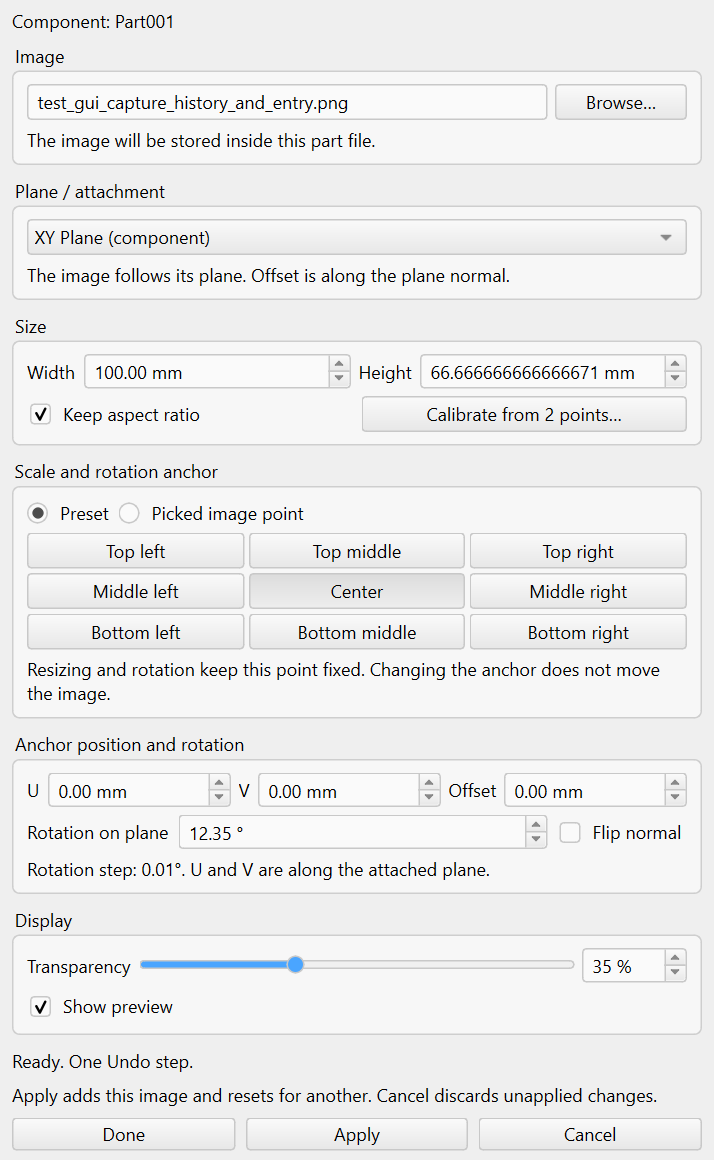 Component: Part001
Image
test_gui_capture_history_and_entry.png
Browse...
The image will be stored inside this part file.
Plane / attachment
XY Plane (component)
The image follows its plane. Offset is along the plane normal.
Size
Width 100.00 mm Height 66.666666666666671 mm
Keep aspect ratio Calibrate from 2 points...
Scale and rotation anchor
Preset Picked image point
Top left Top middle Top right
Middle left Center Middle right
Bottom left Bottom middle Bottom right
Resizing and rotation keep this point fixed. Changing the anchor does not move
the image.
Anchor position and rotation
U 0.00 mm V 0.00 mm Offset 0.00 mm
Rotation on plane 12.35 ° Flip normal
Rotation step: 0.01°. U and V are along the attached plane.
Display
Transparency 35 %
Show preview
Ready. One Undo step.
Apply adds this image and resets for another. Cancel discards unapplied changes.
Done Apply Cancel